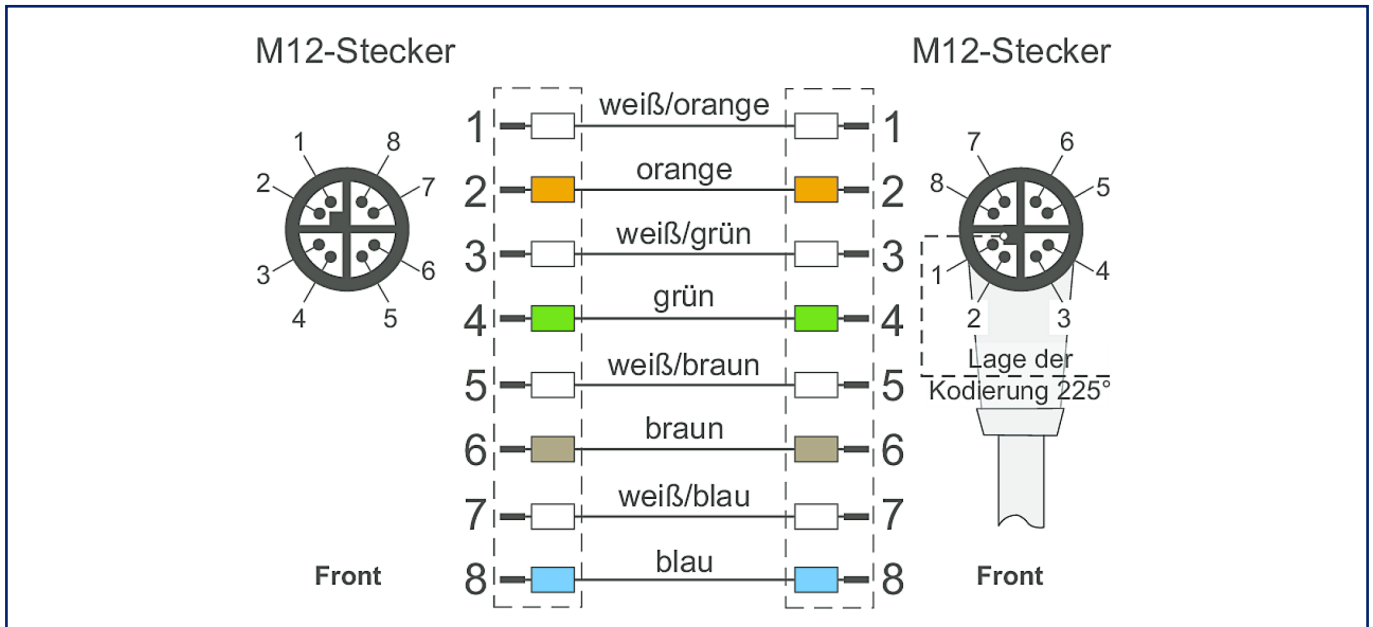 M12-Stecker
M12-Stecker
1
8
2
7
3
6
4
5
1 weiß/orange 1
2 orange 2
3 weiß/grün 3
4 grün 4
5 weiß/braun 5
6 braun 6
7 weiß/blau 7
8 blau 8
7
6
8
5
1
4
2
3
Lage der
Kodierung 225°
Front
Front